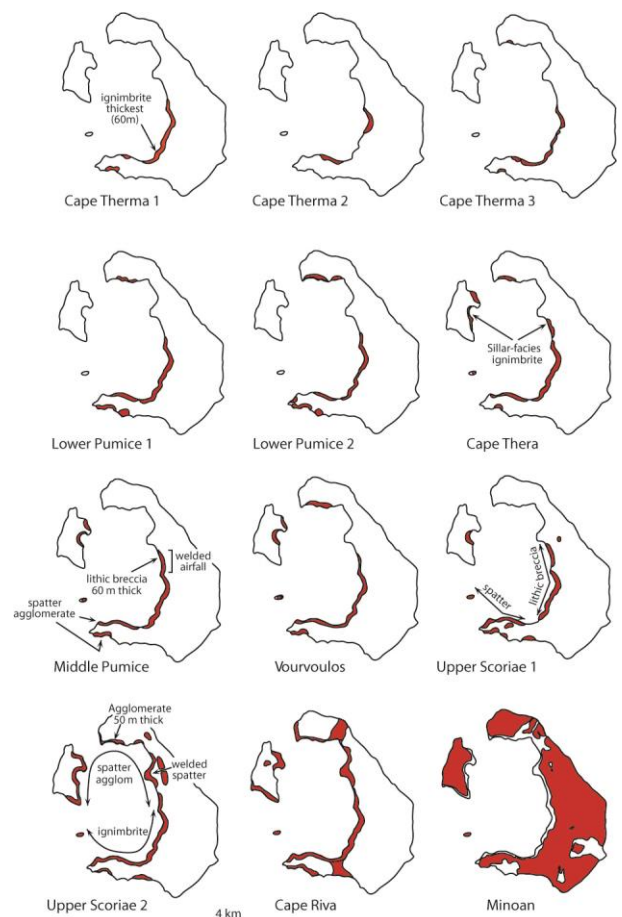 ignimbrite
thickest
(60m)
Cape Therma 1
Cape Therma 2
Cape Therma 3
Lower Pumice 1
Lower Pumice 2
Sillar-facies
ignimbrite
Cape Thera
welded
airfall
lithic breccia
60 m thick
spatter
agglomerate
Middle Pumice
Vourvoulos
spatter
lithic breccia
Upper Scoriae 1
Agglomerate
50 m thick
spatter
agglom
welded
spatter
ignimbrite
Upper Scoriae 2
4 km
Cape Riva
Minoan